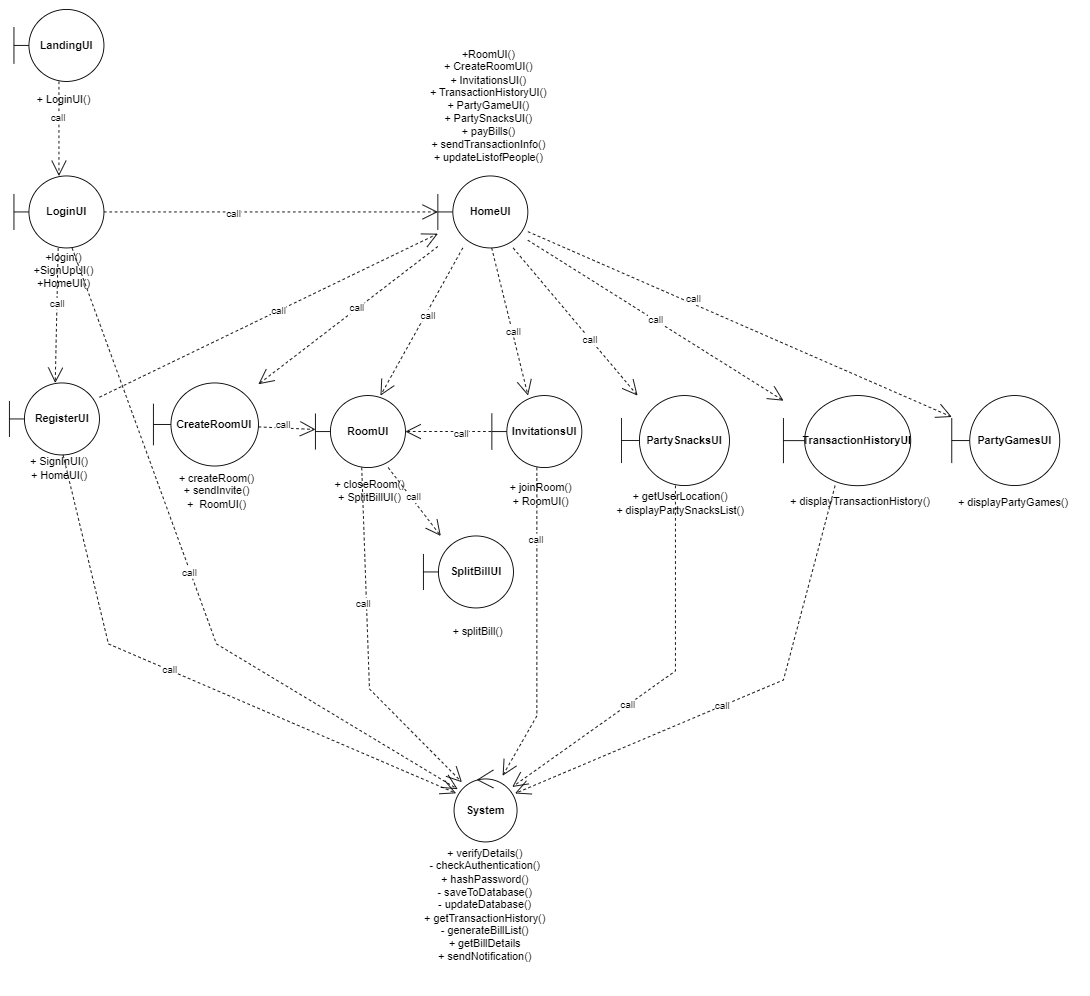 LandingUI
+ LoginUI()
call
+RoomUI()
+ CreateRoomUI()
+ InvitationsUI()
+ TransactionHistoryUI()
+ PartyGameUI()
+ PartySnacksUI()
+ payBills()
+ sendTransactionInfo()
+ updateListofPeople()
LoginUI
call
HomeUI
+login()
+SignUpUI()
+HomeUI()
call
call
call
call
call
call
call
call
RegisterUI
CreateRoomUI
call
RoomUI
call
InvitationsUI
PartySnacksUI
TransactionHistoryUI
PartyGamesUI
+ SignInUI()
+ HomeUI()
+ createRoom()
+ sendInvite()
+ RoomUI()
+ closeRoom()
+ SplitBillUI()
call
+ joinRoom()
+ RoomUI()
+ getUserLocation()
+ displayPartySnacksList()
+ displayTransactionHistory()
+ displayPartyGames()
call
SplitBillUI
call
call
+ splitBill()
call
call
call
System
+ verifyDetails()
- checkAuthentication()
+ hashPassword()
- saveToDatabase()
- updateDatabase()
+ getTransactionHistory()
- generateBillList()
+ getBillDetails
+ sendNotification()